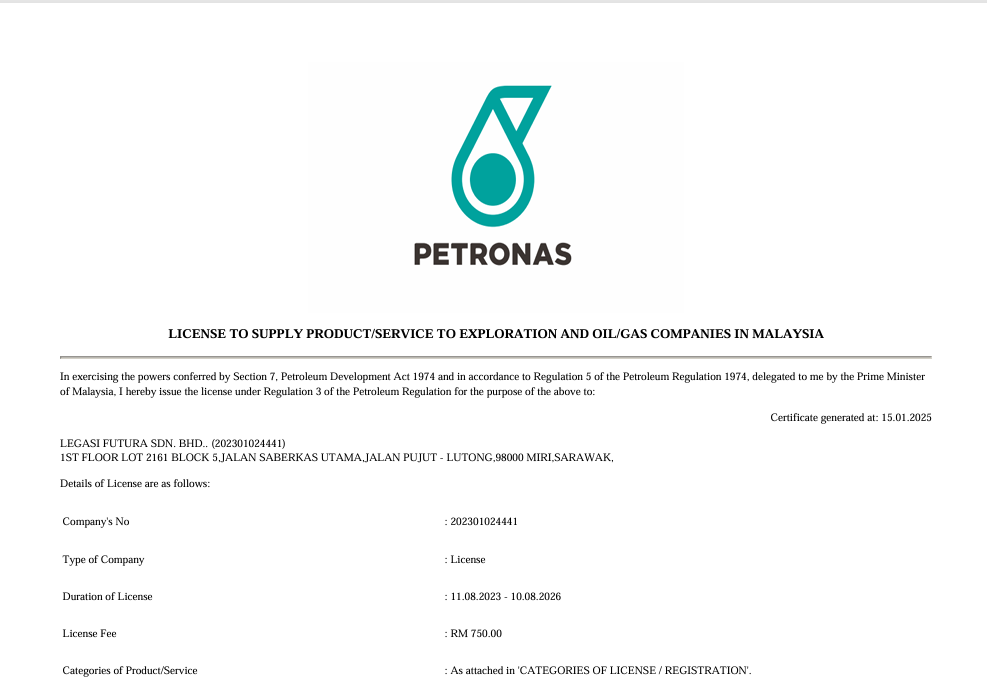 PETRONAS
LICENSE TO SUPPLY PRODUCT/SERVICE TO EXPLORATION AND OIL/GAS COMPANIES IN MALAYSIA
In exercising the powers conferred by Section 7, Petroleum Development Act 1974 and in accordance to Regulation 5 of the Petroleum Regulation 1974, delegated to me by the Prime Minister
of Malaysia, I hereby issue the license under Regulation 3 of the Petroleum Regulation for the purpose of the above to:
Certificate generated at: 15.01.2025
LEGASI FUTURA SDN. BHD.. (202301024441)
1ST FLOOR LOT 2161 BLOCK 5,JALAN SABERKAS UTAMA,JALAN PUJUT - LUTONG,98000 MIRI,SARAWAK,
Details of License are as follows:
Company's No : 202301024441
Type of Company : License
Duration of License : 11.08.2023 - 10.08.2026
License Fee : RM 750.00
Categories of Product/Service : As attached in 'CATEGORIES OF LICENSE / REGISTRATION'.